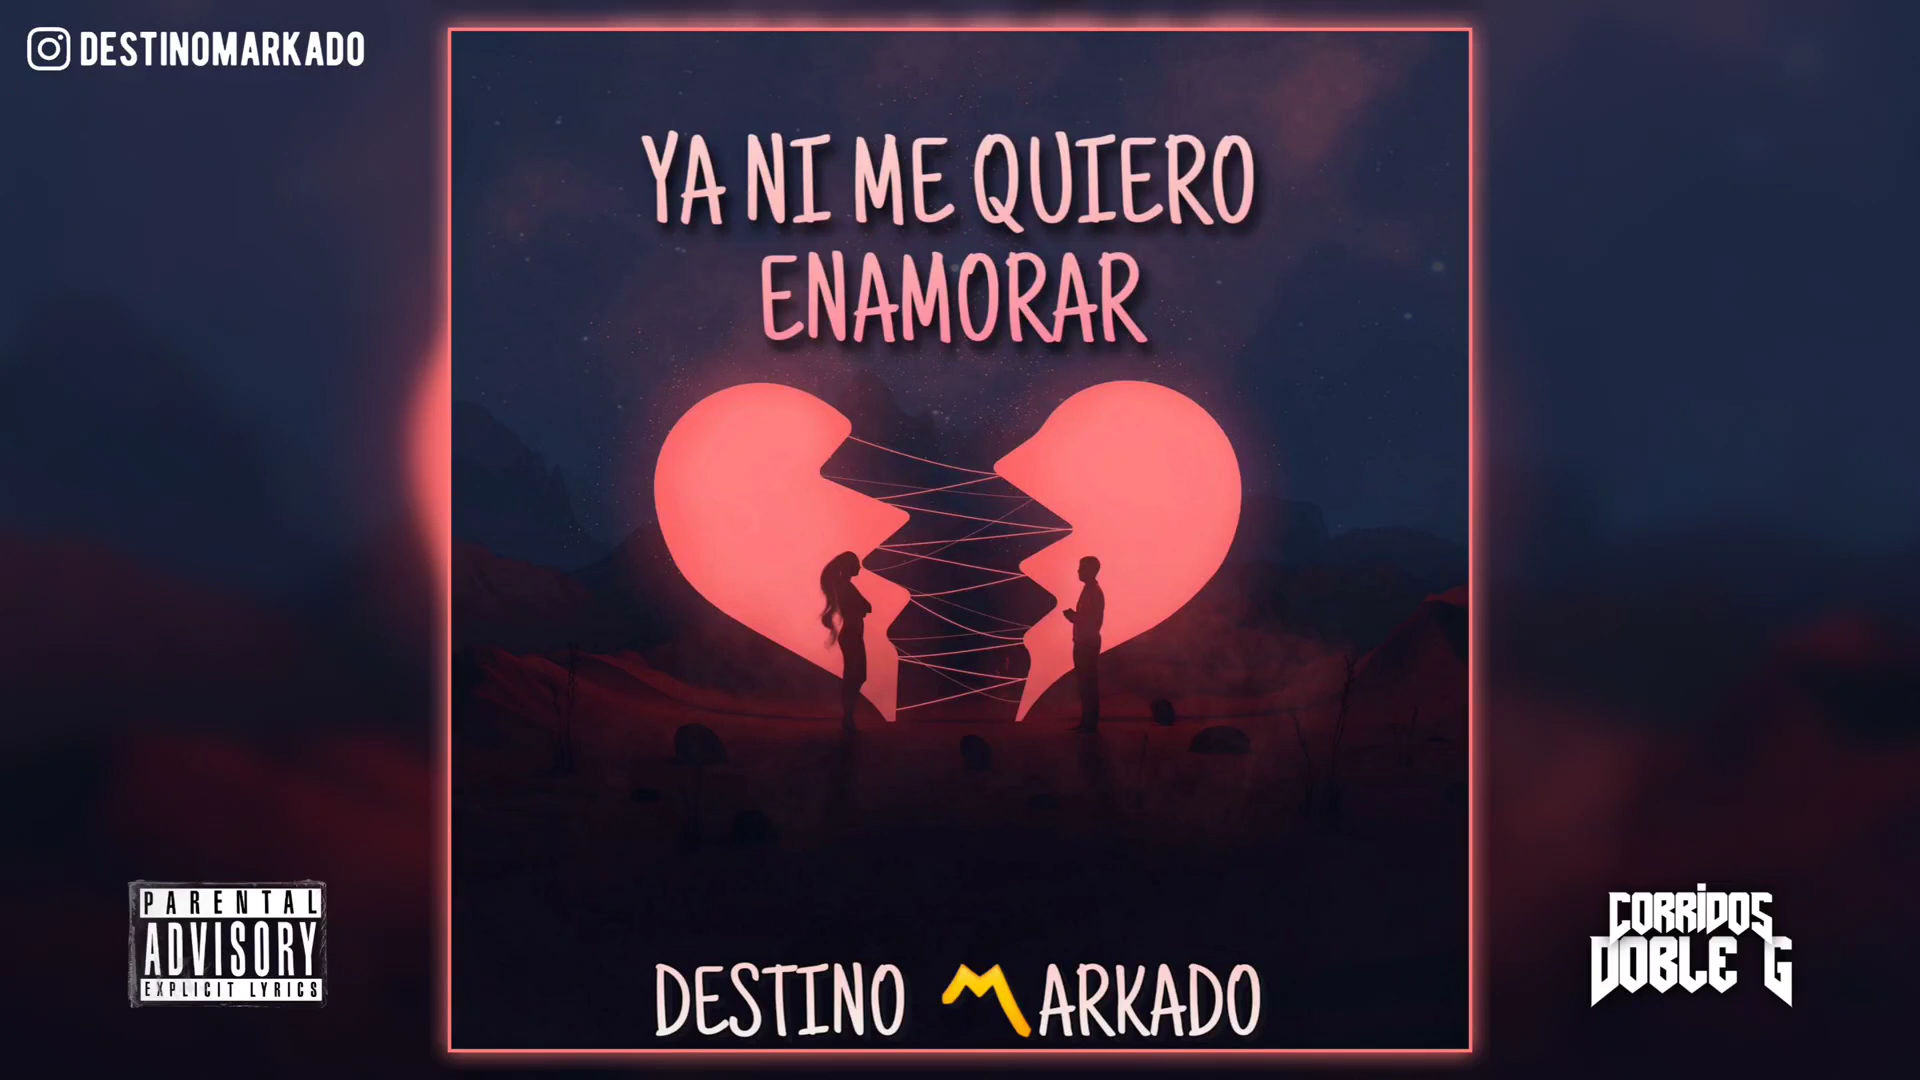 DESTINOMARKADO
YA NI ME QUIERO
ENAMORAR
DESTINO MARKADO
PARENTAL
ADVISORY
EXPLICIT LYRICS
CORRIDOS
DOBLE G